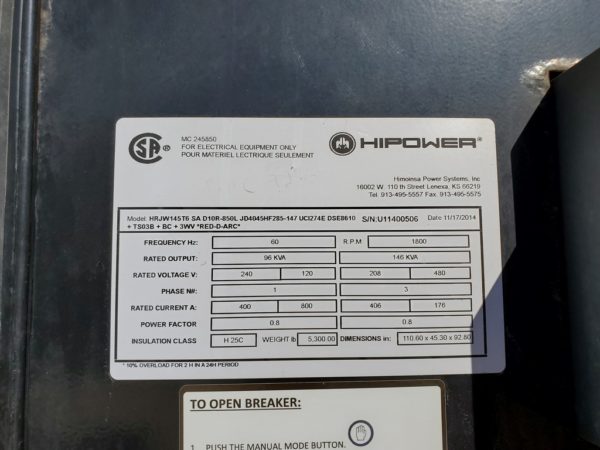 MC 245850
FOR ELECTRICAL EQUIPMENT ONLY
POUR MATERIEL LECTRIQUE SEULEMENT
HIPOWER®
Himoinsa Power Systems, Inc
16002 W. 110 th Street Lenexa, KS 66219
Tel 913-495-5557 Fax 913-495-5575
Model: HRJW145T6 SA D10R-850L JD4045HF285-147 UCI274E DSE8610 + TS03B + BC + 3WV *RED-D-ARC* S/N:U11400506 Date 11/17/2014
FREQUENCY Hz: 60 R.P.M 1800
RATED OUTPUT: 96 KVA 146 KVA
RATED VOLTAGE V: 240 120 208 480
PHASE N#: 1 3
RATED CURRENT A: 400 800 406 176
POWER FACTOR 0.8 0.8
INSULATION CLASS H 25C WEIGHT lb 5,300.00 DIMENSIONS in: 110.60 x 45.30 x 92.80
* 10% OVERLOAD FOR 2 H IN A 24H PERIOD
TO OPEN BREAKER:
1. PUSH THE MANUAL MODE BUTTON.